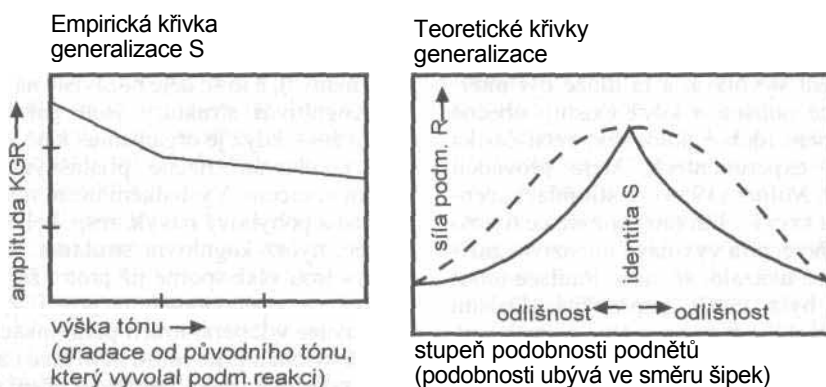 Empirická křivka
generalizace S
amplituda KGR
výška tónu
(gradace od původního tónu,
který vyvolal podm.reakci)
Teoretické křivky
generalizace
síla podm. R
identita S
odlišnost odlišnost
stupeň podobnosti podnětů
(podobnosti ubývá ve směru šipek)